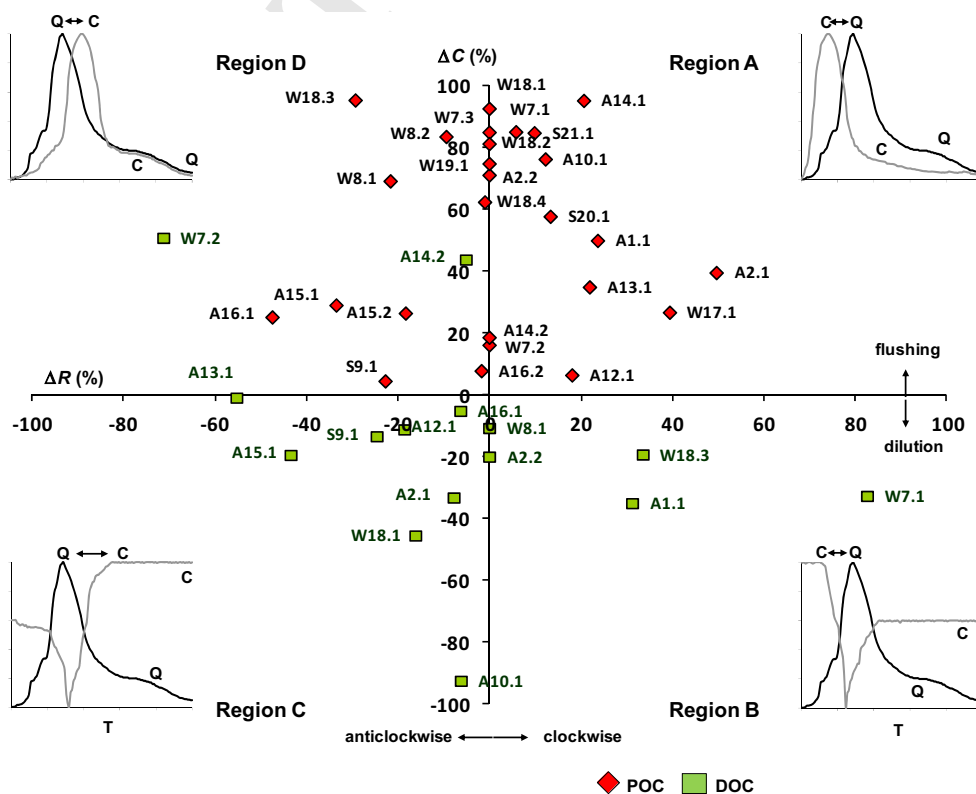 Q C
C Q
Region D
ΔC (%)
Region A
100
W18.1
W18.3
W7.3
W7.1
A14.1
W8.2
S21.1
Q
80
W18.2
C
Q
W19.1
A10.1
C
W8.1
A2.2
60
W18.4
S20.1
W7.2
A14.2
A1.1
40
A2.1
A15.1
A13.1
A16.1
A15.2
W17.1
20
A14.2
W7.2
flushing
A13.1
S9.1
A16.2
A12.1
ΔR (%)
0
-100 -80 -60 -40 -20 0 20 40 60 80 100
A16.1
dilution
S9.1
A12.1
W8.1
A15.1
-20
A2.2
W18.3
A2.1
W7.1
-40
A1.1
W18.1
Q C
C Q
-60
C
C
-80
Q
Q
A10.1
-100
Region C
Region B
T
T
anticlockwise clockwise
POC DOC